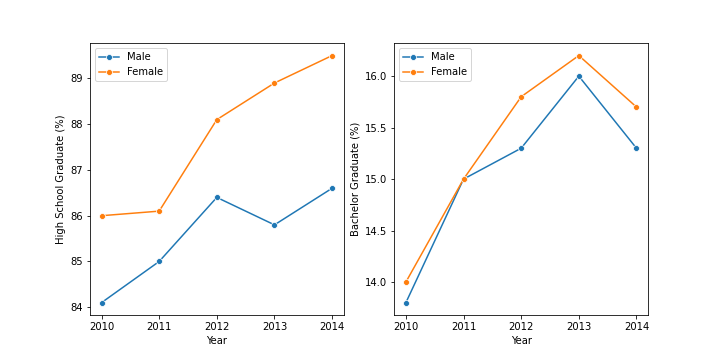 Male
Female
High School Graduate (%)
89
88
87
86
85
84
2010 2011 2012 2013 2014
Year
Male
Female
Bachelor Graduate (%)
16.0
15.5
15.0
14.5
14.0
2010 2011 2012 2013 2014
Year